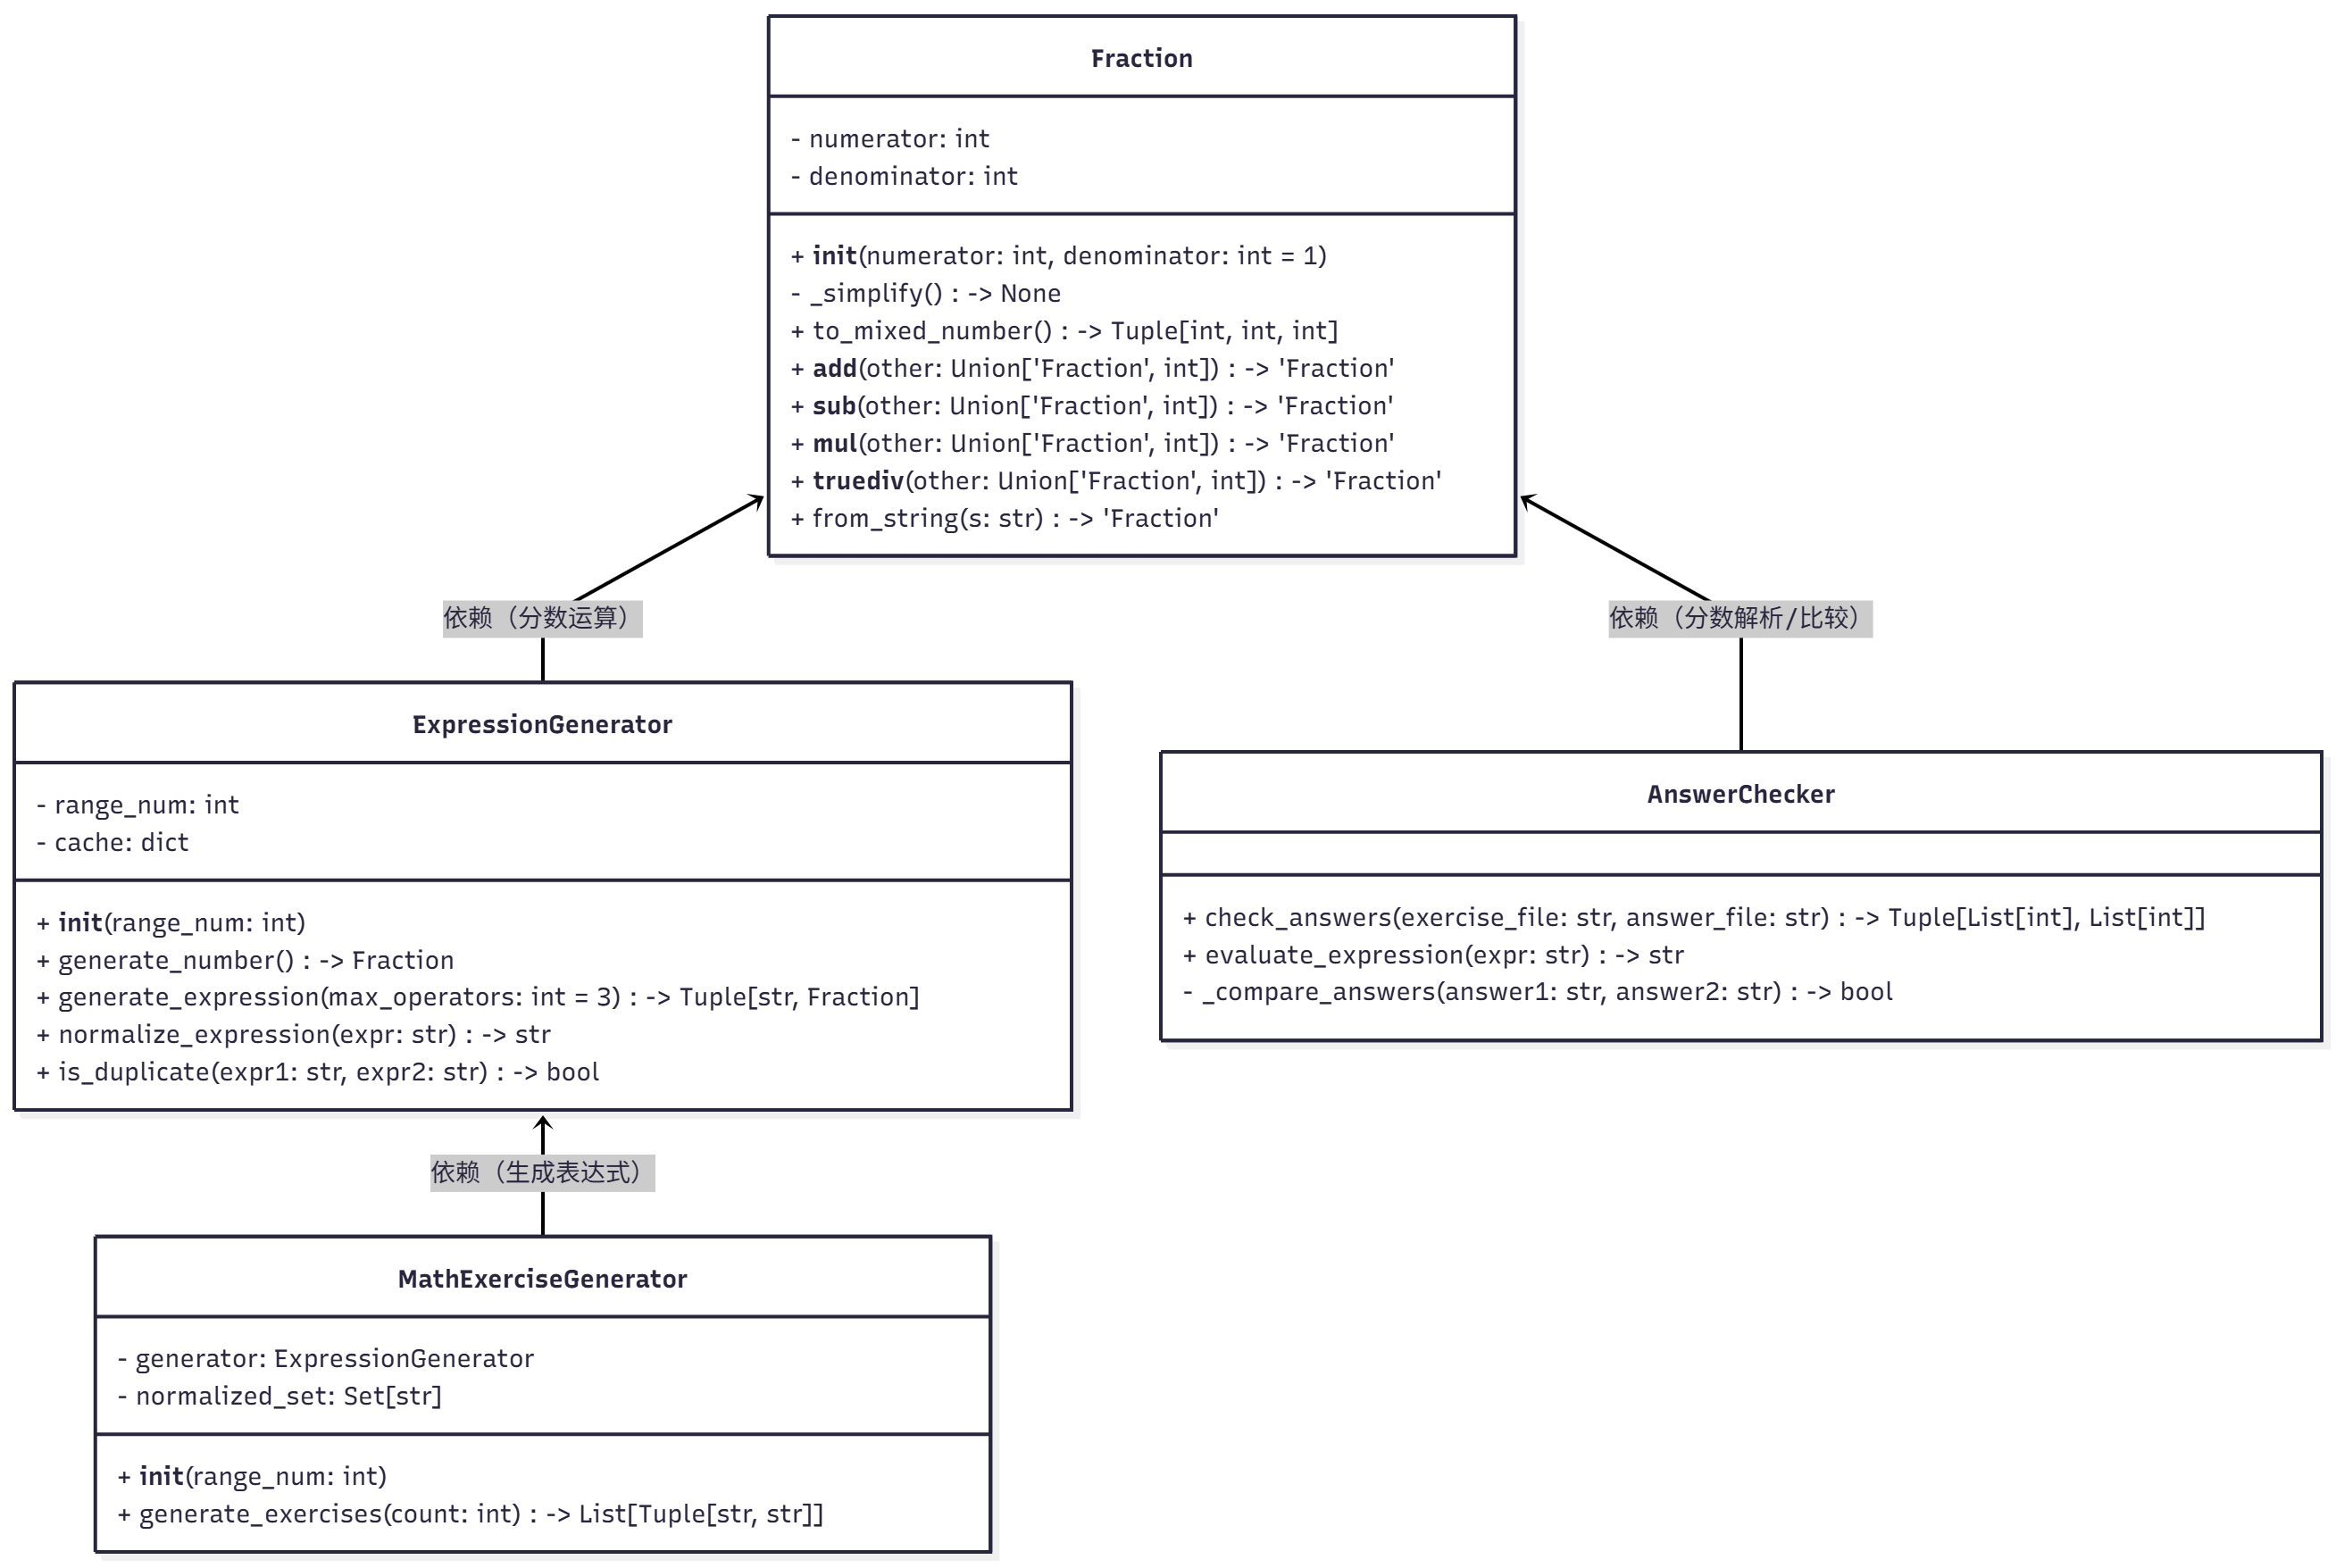 Fraction
- numerator: int
- denominator: int
+ init(numerator: int, denominator: int = 1)
- _simplify() : -> None
+ to_mixed_number() : -> Tuple[int, int, int]
+ add(other: Union['Fraction', int]) : -> 'Fraction'
+ sub(other: Union['Fraction', int]) : -> 'Fraction'
+ mul(other: Union['Fraction', int]) : -> 'Fraction'
+ truediv(other: Union['Fraction', int]) : -> 'Fraction'
+ from_string(s: str) : -> 'Fraction'
依赖（分数运算）
依赖（分数解析/比较）
ExpressionGenerator
- range_num: int
- cache: dict
+ init(range_num: int)
+ generate_number() : -> Fraction
+ generate_expression(max_operators: int = 3) : -> Tuple[str, Fraction]
+ normalize_expression(expr: str) : -> str
+ is_duplicate(expr1: str, expr2: str) : -> bool
AnswerChecker
+ check_answers(exercise_file: str, answer_file: str) : -> Tuple[List[int], List[int]]
+ evaluate_expression(expr: str) : -> str
- _compare_answers(answer1: str, answer2: str) : -> bool
依赖（生成表达式）
MathExerciseGenerator
- generator: ExpressionGenerator
- normalized_set: Set[str]
+ init(range_num: int)
+ generate_exercises(count: int) : -> List[Tuple[str, str]]